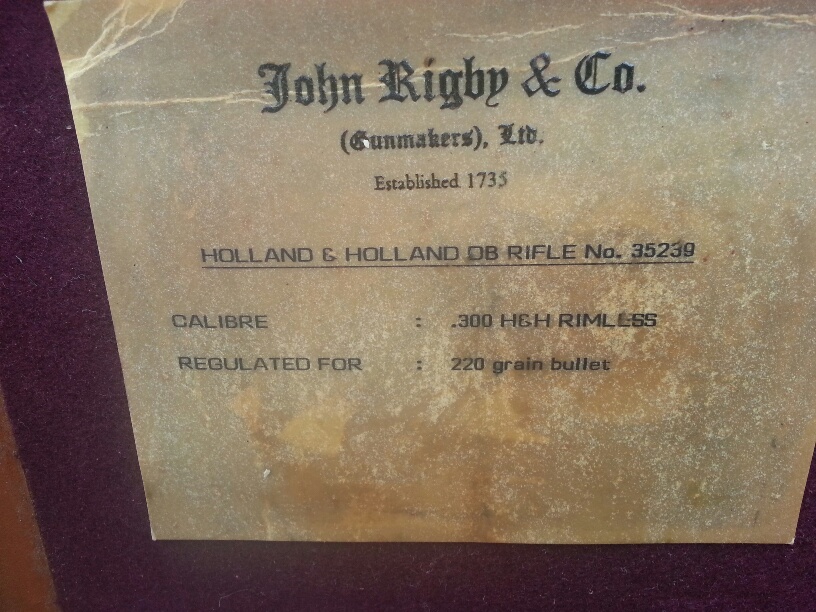 John Rigby & Co.
(Gunmakers), Ltd.
Established 1735
HOLLAND & HOLLAND DB RIFLE No. 35239
CALIBRE : .300 H&H RIMLESS
REGULATED FOR : 220 grain bullet